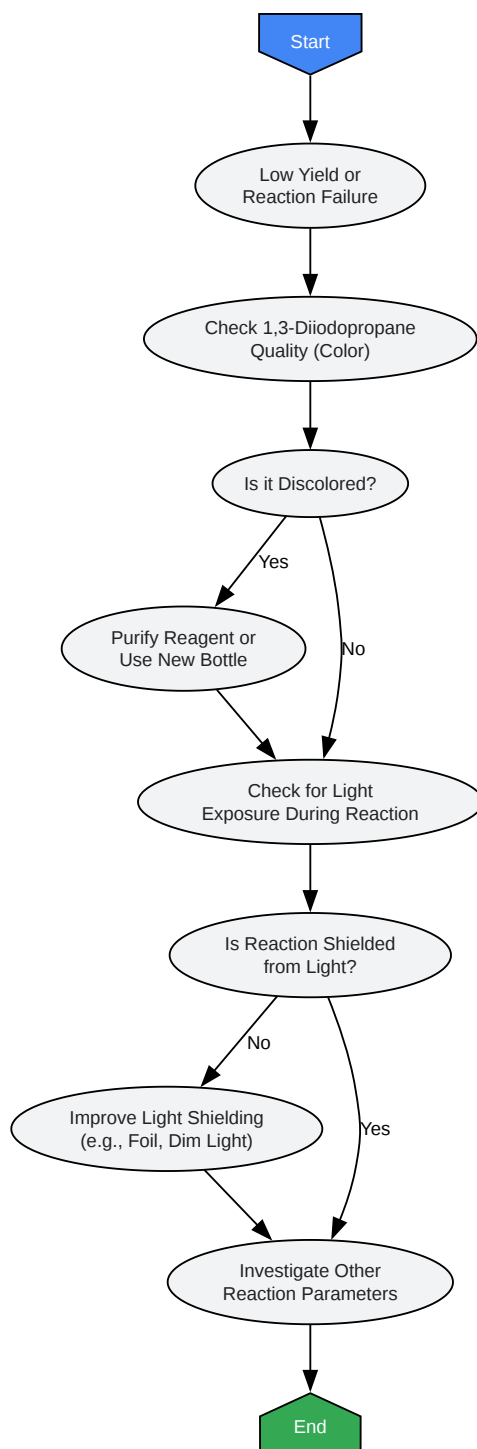 Start
Low Yield or
Reaction Failure
Check 1,3-Diiodopropane
Quality (Color)
Is it Discolored?
Yes
Purify Reagent or
Use New Bottle
No
Check for Light
Exposure During Reaction
Is Reaction Shielded
from Light?
No
Improve Light Shielding
(e.g., Foil, Dim Light)
Yes
Investigate Other
Reaction Parameters
End